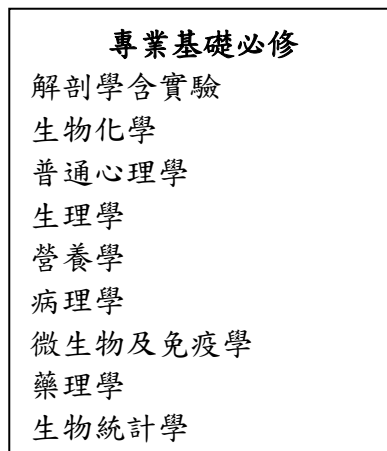 專業基礎必修
解剖學含實驗
生物化學
普通心理學
生理學
營養學
病理學
微生物及免疫學
藥理學
生物統計學